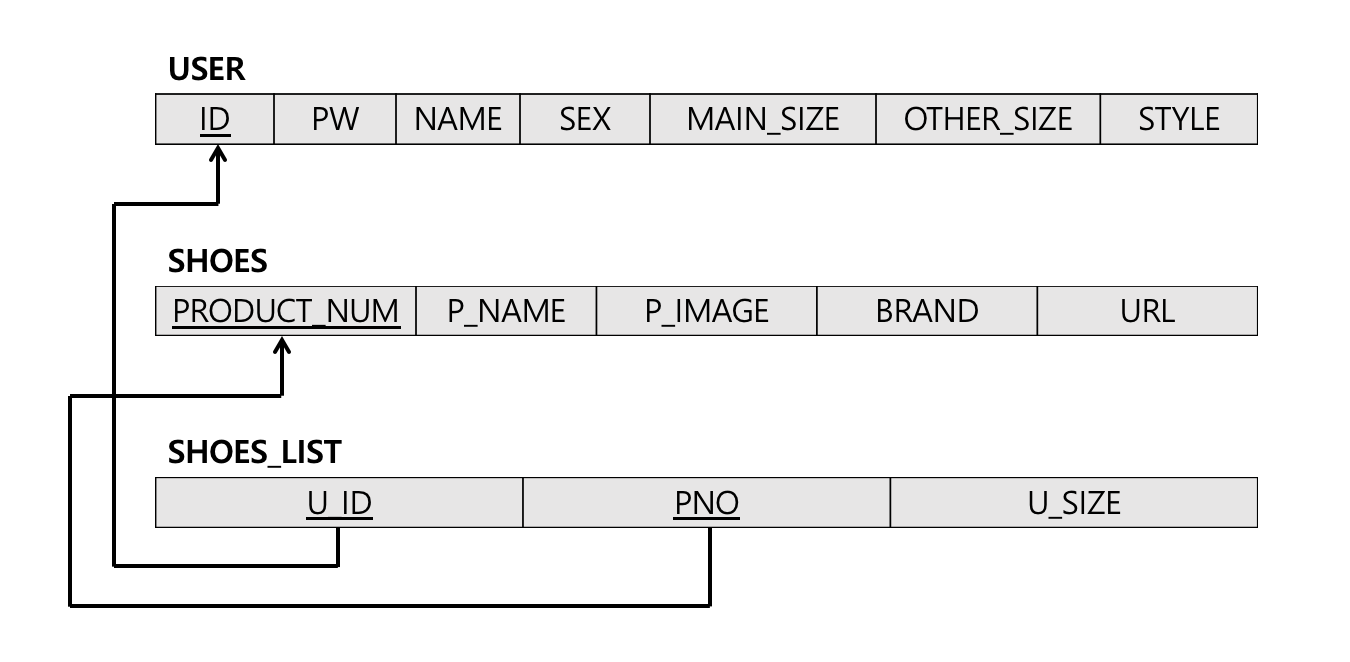 USER
ID PW NAME SEX MAIN_SIZE OTHER_SIZE STYLE
SHOES
PRODUCT_NUM P_NAME P_IMAGE BRAND URL
SHOES_LIST
U_ID PNO U_SIZE